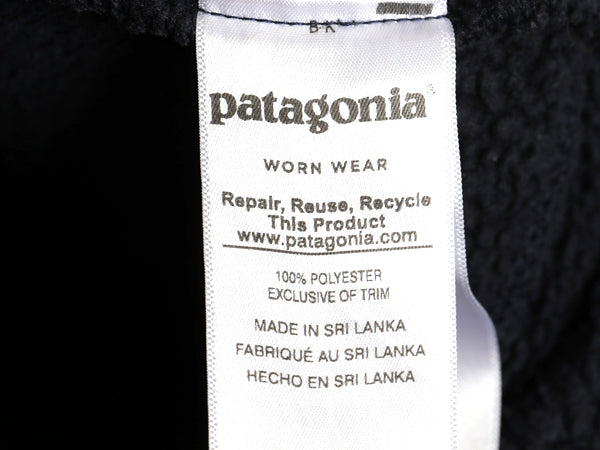 B·K
patagonia®
WORN WEAR
Repair, Reuse, Recycle
This Product
www.patagonia.com
100% POLYESTER
EXCLUSIVE OF TRIM
MADE IN SRI LANKA
FABRIQUÉ AU SRI LANKA
HECHO EN SRI LANKA